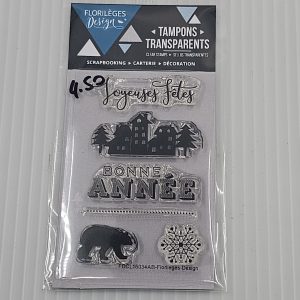 FLORILÈGES
Design
TAMPONS
TRANSPARENTS
SCRAPBOOKING • CARTERIE • DÉCORATION
4.50
Joyeuses Fêtes
BONNE
ANNÉE